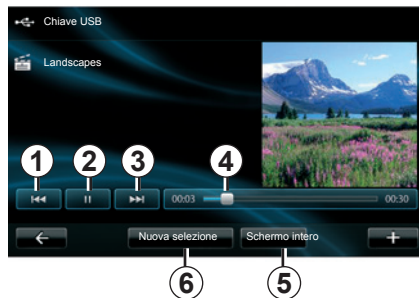 Chiave USB
Landscapes
1 2 3 4
00:03 00:30
Nuova selezione Schermo intero
6 5